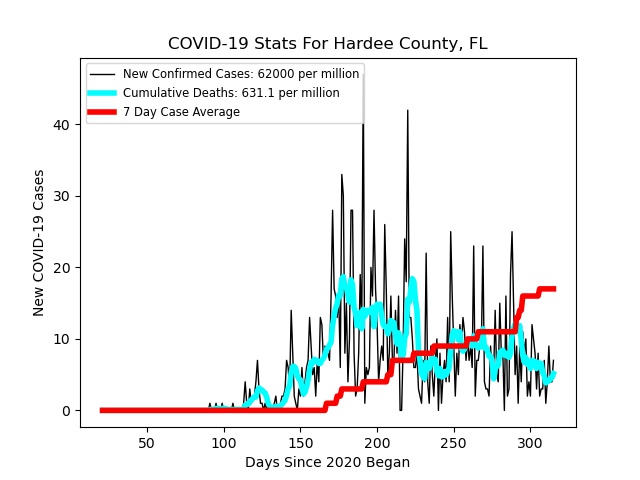 COVID-19 Stats For Hardee County, FL
New Confirmed Cases: 62000 per million
Cumulative Deaths: 631.1 per million
7 Day Case Average
New COVID-19 Cases
40
30
20
10
0
50 100 150 200 250 300
Days Since 2020 Began